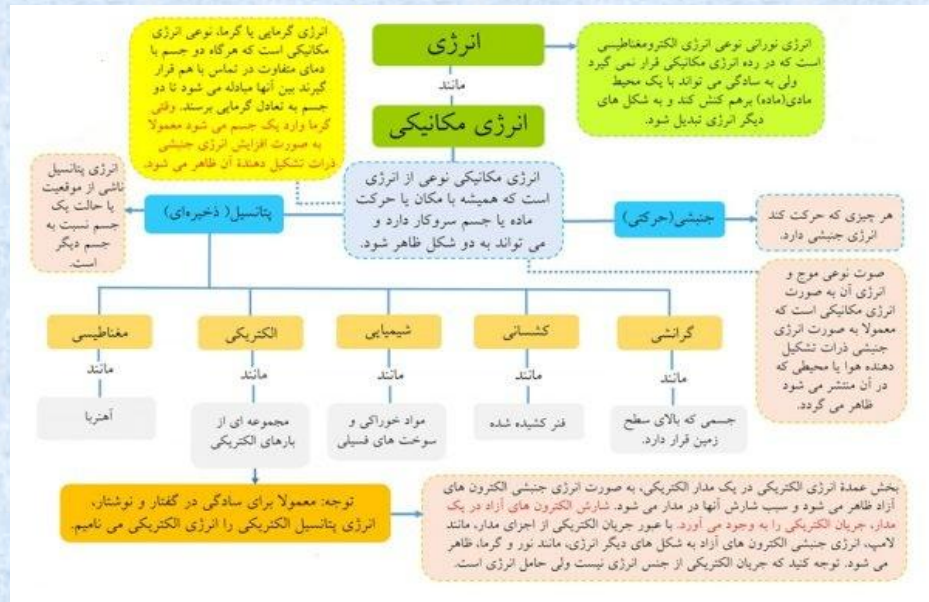 انرژی
مانند
انرژی مکانیکی
انرژی نورانی نوعی انرژی الکترومغناطیسی
است که در رده انرژی مکانیکی قرار نمی گیرد
ولی به سادگی می تواند با یک محیط
مادی(ماده) برهم کنش کند و به شکل های
دیگر انرژی تبدیل شود.
انرژی گرمایی یا گرما، نوعی انرژی
مکانیکی است که هرگاه دو جسم با
دمای متفاوت در تماس با هم قرار
گیرند بین آنها مبادله می شود تا دو
جسم به تعادل گرمایی برسند. وقتی
گرما وارد یک جسم می شود معمولا
به صورت افزایش انرژی جنبشی
ذرات تشکیل دهندهٔ آن ظاهر می شود.
انرژی مکانیکی نوعی از انرژی
است که همیشه با مکان یا حرکت
ماده یا جسم سروکار دارد و
می تواند به دو شکل ظاهر شود.
جنبشی(حرکتی)
هر چیزی که حرکت کند
انرژی جنبشی دارد.
پتانسیل( ذخیره‌ای)
انرژی پتانسیل
ناشی از موقعیت
یا حالت یک
جسم نسبت به
جسم دیگر
است.
صوت نوعی موج و
انرژی آن به صورت
انرژی مکانیکی است که
معمولا به صورت انرژی
جنبشی ذرات تشکیل
دهنده هوا یا محیطی که
در آن منتشر می شود
ظاهر می گردد.
گرانشی
کشسانی
شیمیایی
الکتریکی
مغناطیسی
مانند
مانند
مانند
مانند
مانند
جسمی که بالای سطح
زمین قرار دارد.
فنر کشیده شده
مواد خوراکی و
سوخت های فسیلی
مجموعه ای از
بارهای الکتریکی
آهنربا
توجه: معمولا برای سادگی در گفتار و نوشتار،
انرژی پتانسیل الکتریکی را انرژی الکتریکی می نامیم.
بخش عمدهٔ انرژی الکتریکی در یک مدار الکتریکی، به صورت انرژی جنبشی الکترون های
آزاد ظاهر می شود و سبب شارش آنها در مدار می شود. شارش الکترون های آزاد در یک
مدار، جریان الکتریکی را به وجود می آورد. با عبور جریان الکتریکی از اجزای مدار، مانند
لامپ، انرژی جنبشی الکترون های آزاد به شکل های دیگر انرژی، مانند نور و گرما، ظاهر
می شود. توجه کنید که جریان الکتریکی از جنس انرژی نیست ولی حامل انرژی است.